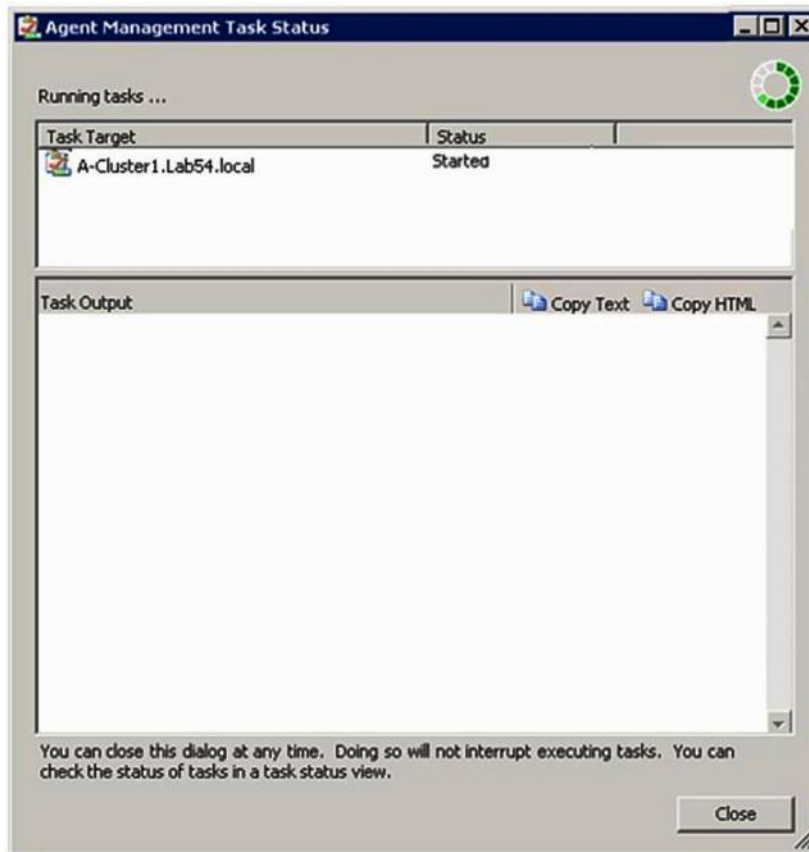 Agent Management Task Status
Running tasks ...
Task Target Status
A-Cluster1.Lab54.local Started
Task Output Copy Text Copy HTML
You can close this dialog at any time. Doing so will not interrupt executing tasks. You can
check the status of tasks in a task status view.
Close